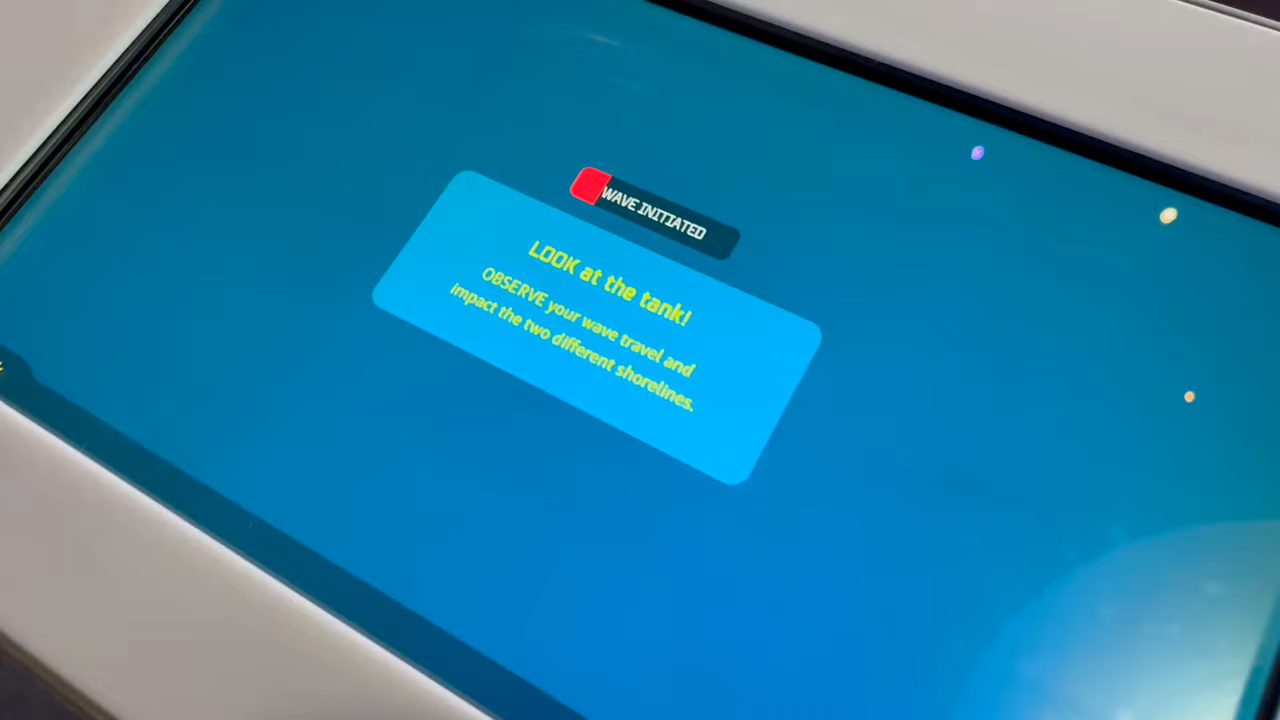 WAVE INITIATED
LOOK at the tank!
OBSERVE your wave travel and
impact the two different shorelines.